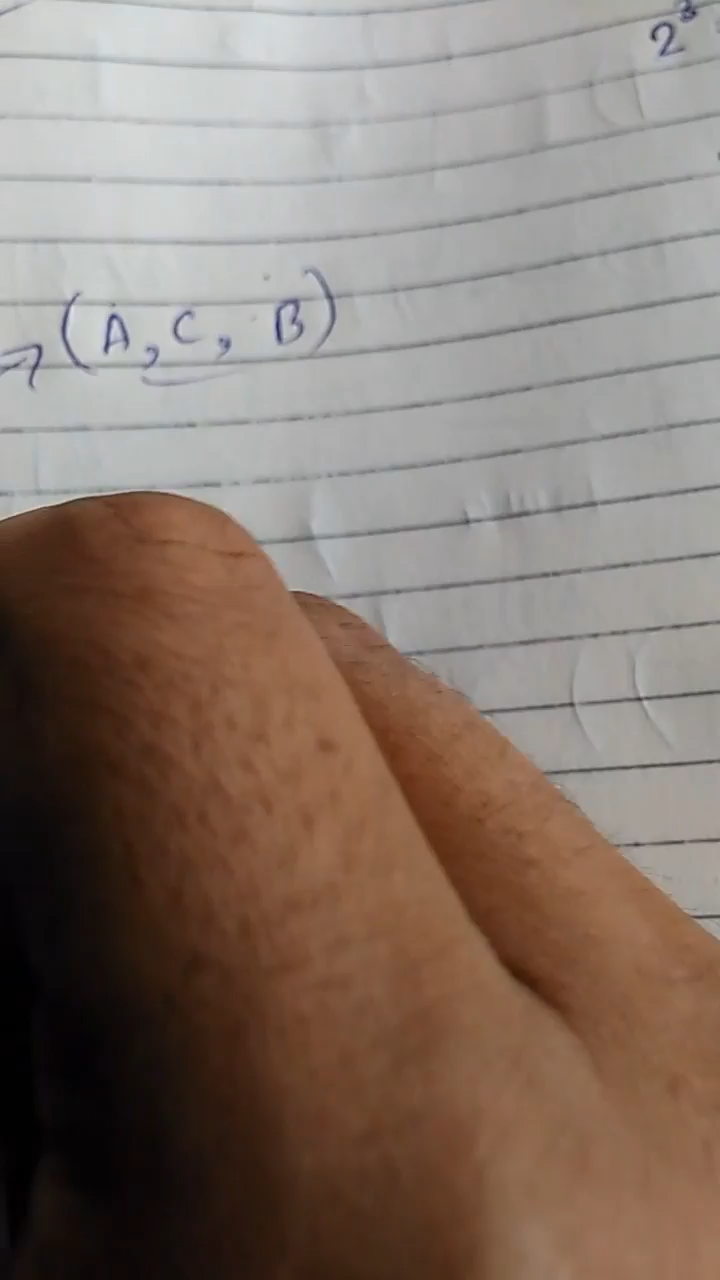 2³
⇒ (A, C, B)